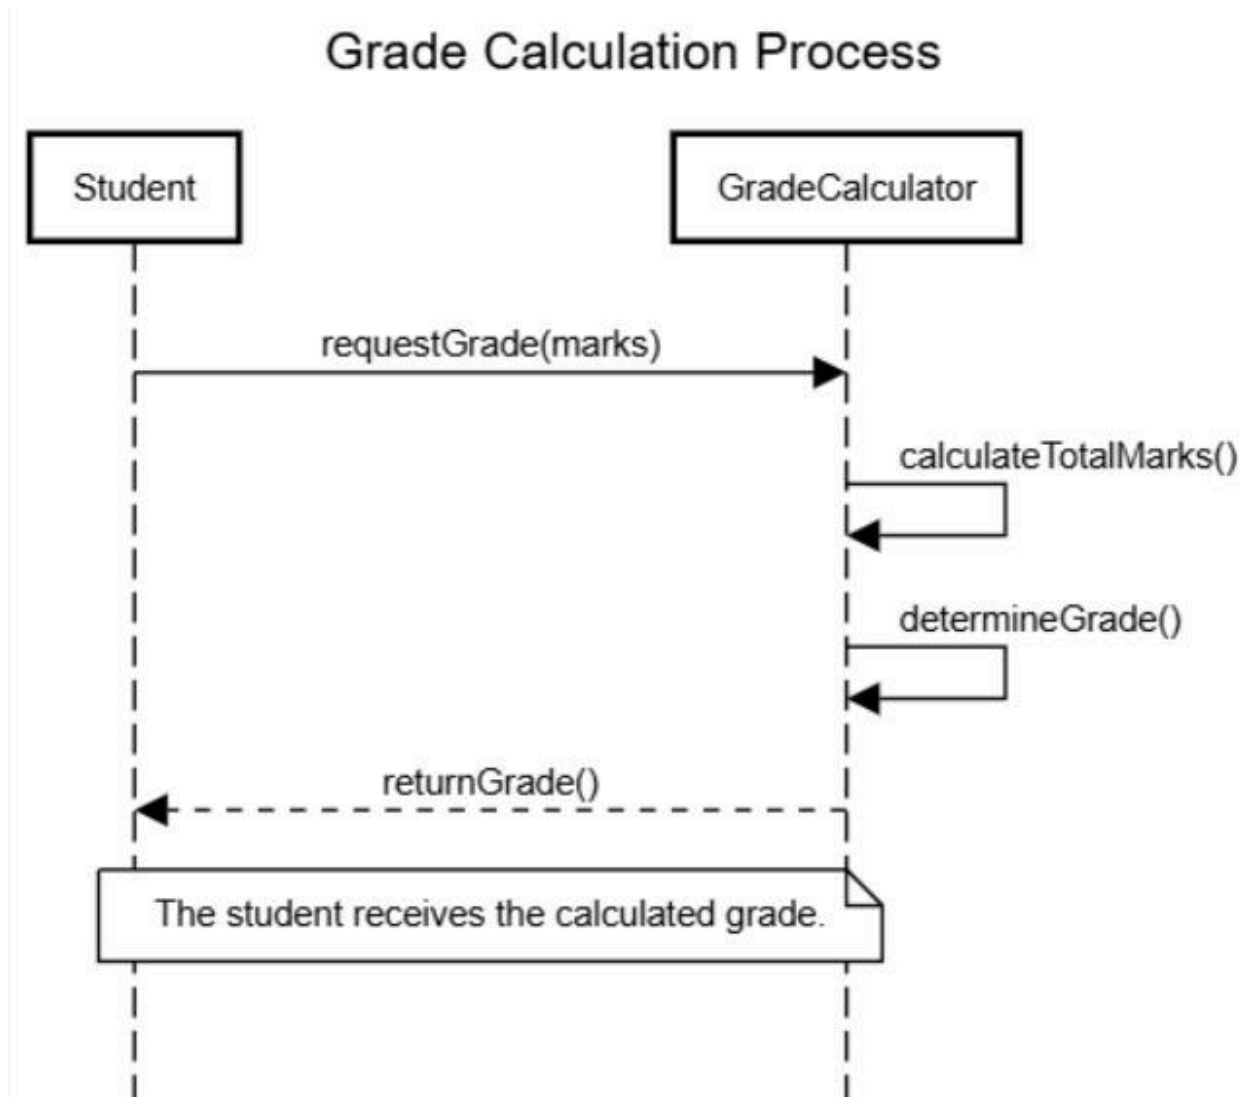 Grade Calculation Process
Student
GradeCalculator
requestGrade(marks)
calculateTotalMarks()
determineGrade()
returnGrade()
The student receives the calculated grade.